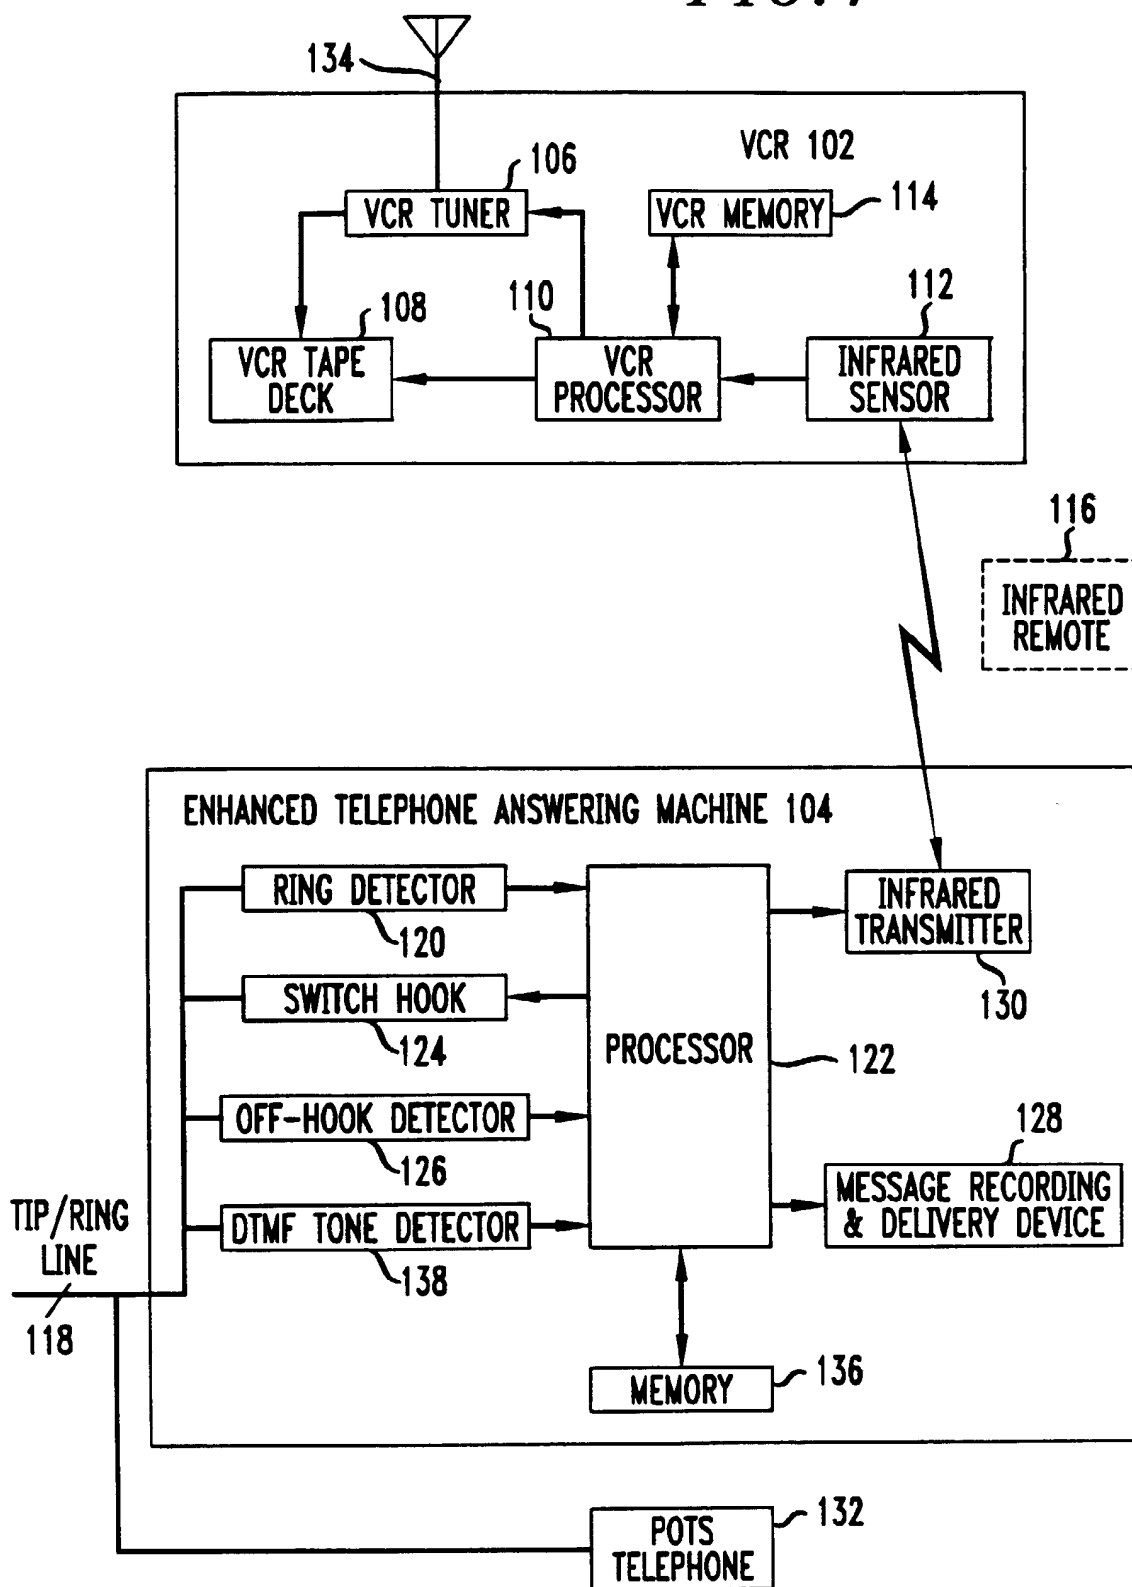 134
VCR 102
106
VCR TUNER
VCR MEMORY
114
110
112
108
VCR TAPE
DECK
VCR
PROCESSOR
INFRARED
SENSOR
116
INFRARED
REMOTE
ENHANCED TELEPHONE ANSWERING MACHINE 104
RING DETECTOR
120
SWITCH HOOK
124
OFF-HOOK DETECTOR
126
DTMF TONE DETECTOR
138
PROCESSOR
122
INFRARED
TRANSMITTER
130
128
MESSAGE RECORDING
& DELIVERY DEVICE
TIP/RING
LINE
118
MEMORY
136
POTS
TELEPHONE
132